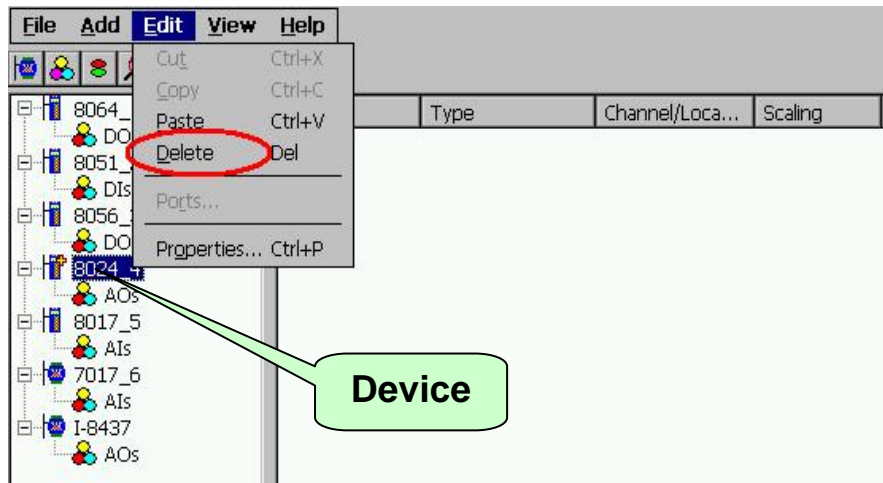 File Add Edit View Help
Cut Ctrl+X
Copy Ctrl+C
Paste Ctrl+V
Delete Del
Ports...
Properties... Ctrl+P
Type Channel/Loca... Scaling
8064_
DO
8051_
DIs
8056_
DO
8024_4
AOs
8017_5
AIs
7017_6
AIs
I-8437
AOs
Device